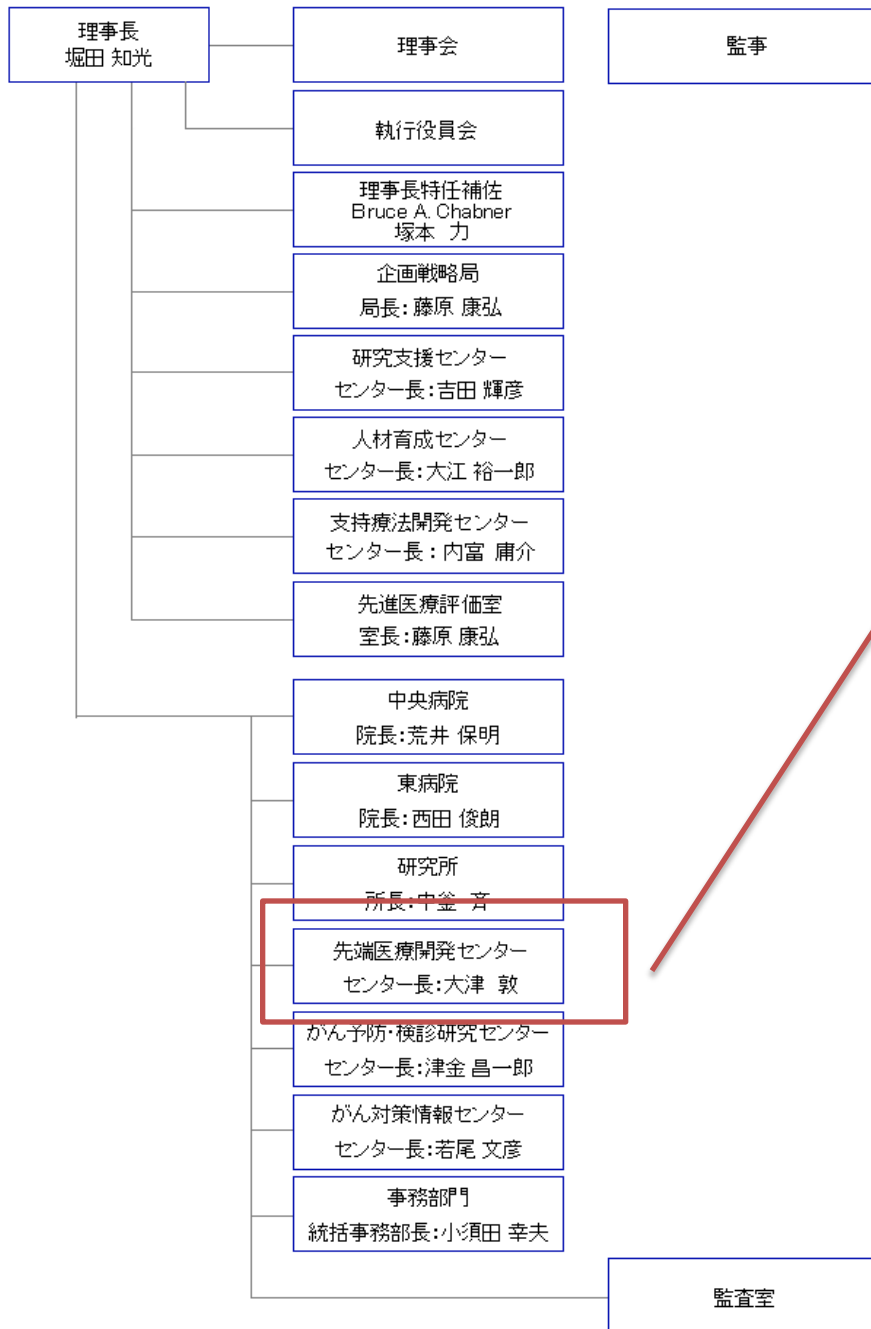 理事長
堀田 知光
理事会
監事
執行役員会
理事長特任補佐
Bruce A. Chabner
塚本 力
企画戦略局
局長：藤原 康弘
研究支援センター
センター長：吉田 輝彦
人材育成センター
センター長：大江 裕一郎
支持療法開発センター
センター長：内富 庸介
先進医療評価室
室長：藤原 康弘
中央病院
院長：荒井 保明
東病院
院長：西田 俊朗
研究所
所長：中釜 斉
先端医療開発センター
センター長：大津 敦
がん予防・検診研究センター
センター長：津金 昌一郎
がん対策情報センター
センター長：若尾 文彦
事務部門
統括事務部長：小須田 幸夫
監査室